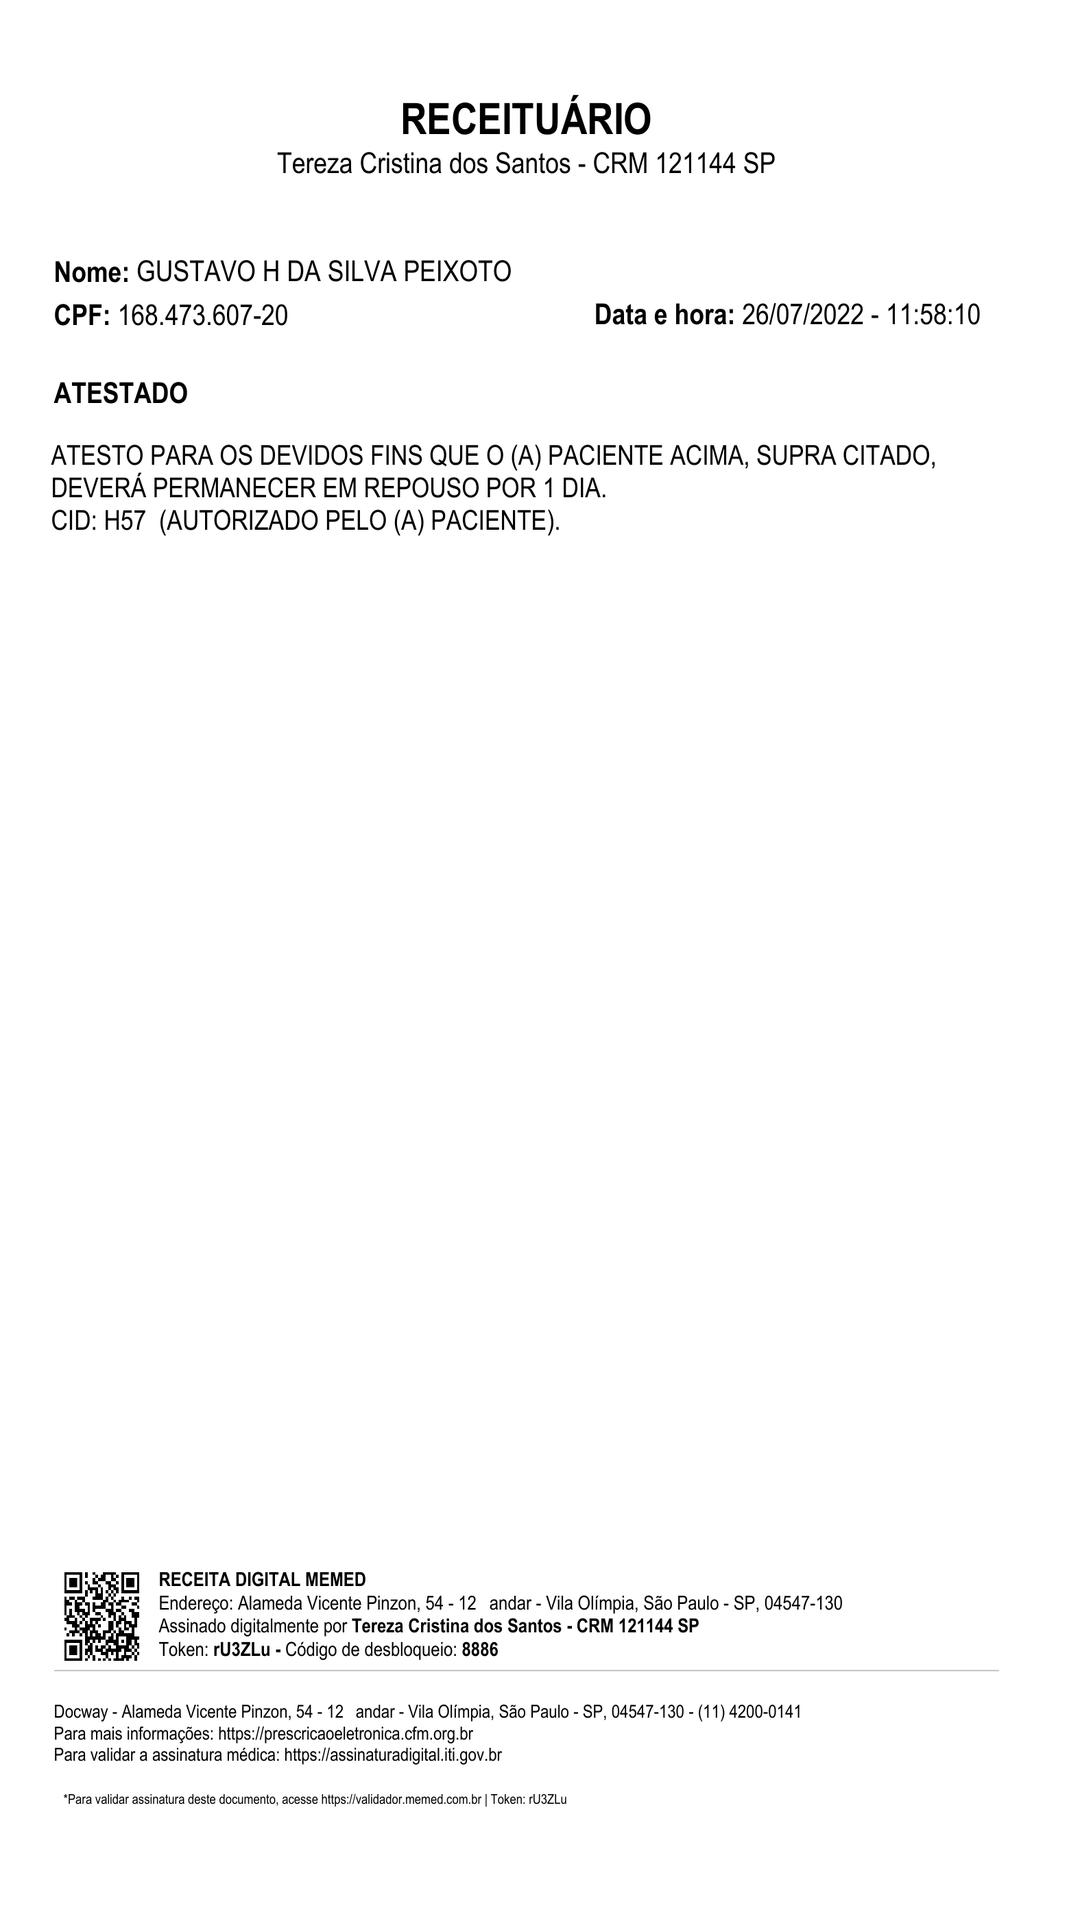 RECEITUÁRIO
Tereza Cristina dos Santos - CRM 121144 SP
Nome: GUSTAVO H DA SILVA PEIXOTO
CPF: 168.473.607-20 Data e hora: 26/07/2022 - 11:58:10
ATESTADO
ATESTO PARA OS DEVIDOS FINS QUE O (A) PACIENTE ACIMA, SUPRA CITADO,
DEVERÁ PERMANECER EM REPOUSO POR 1 DIA.
CID: H57 (AUTORIZADO PELO (A) PACIENTE).
RECEITA DIGITAL MEMED
Endereço: Alameda Vicente Pinzon, 54 - 12 andar - Vila Olímpia, São Paulo - SP, 04547-130
Assinado digitalmente por Tereza Cristina dos Santos - CRM 121144 SP
Token: rU3ZLu - Código de desbloqueio: 8886
Docway - Alameda Vicente Pinzon, 54 - 12 andar - Vila Olímpia, São Paulo - SP, 04547-130 - (11) 4200-0141
Para mais informações: https://prescricaoeletronica.cfm.org.br
Para validar a assinatura médica: https://assinaturadigital.iti.gov.br
*Para validar assinatura deste documento, acesse https://validador.memed.com.br | Token: rU3ZLu